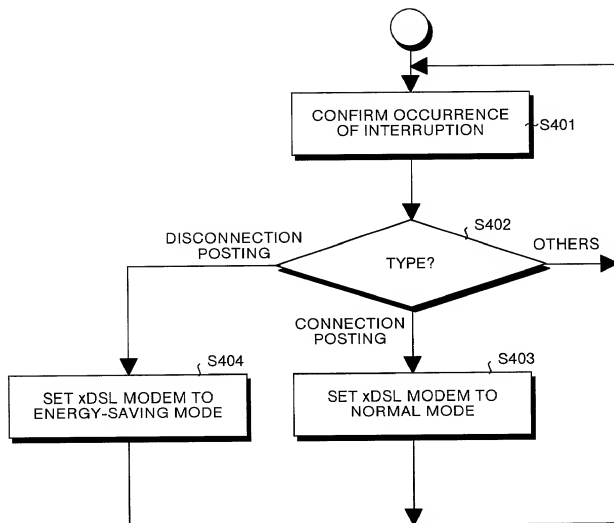 CONFIRM OCCURRENCE
OF INTERRUPTION
S401
S402
DISCONNECTION
POSTING
TYPE?
OTHERS
CONNECTION
POSTING
S404
S403
SET xDSL MODEM TO
ENERGY-SAVING MODE
SET xDSL MODEM TO
NORMAL MODE